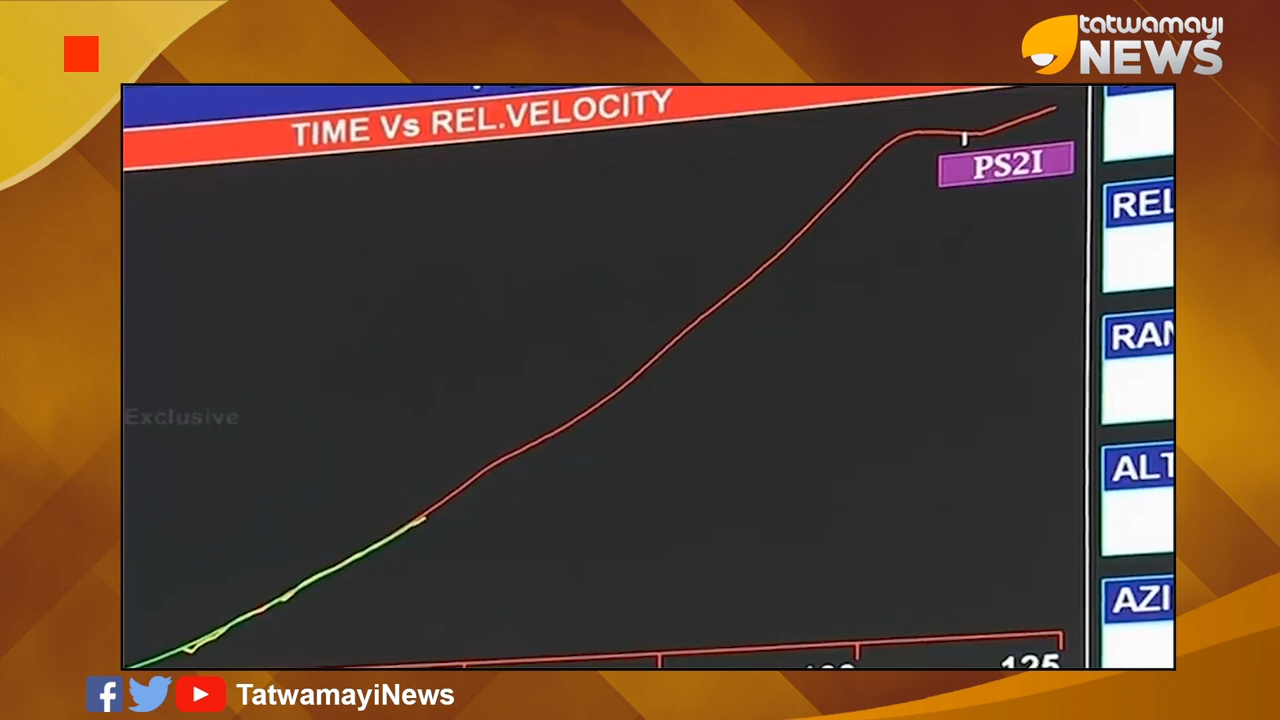 tatwamayi
NEWS
TIME Vs REL.VELOCITY
PS2I
REL
RAN
ALT
AZI
Exclusive
125
TatwamayiNews